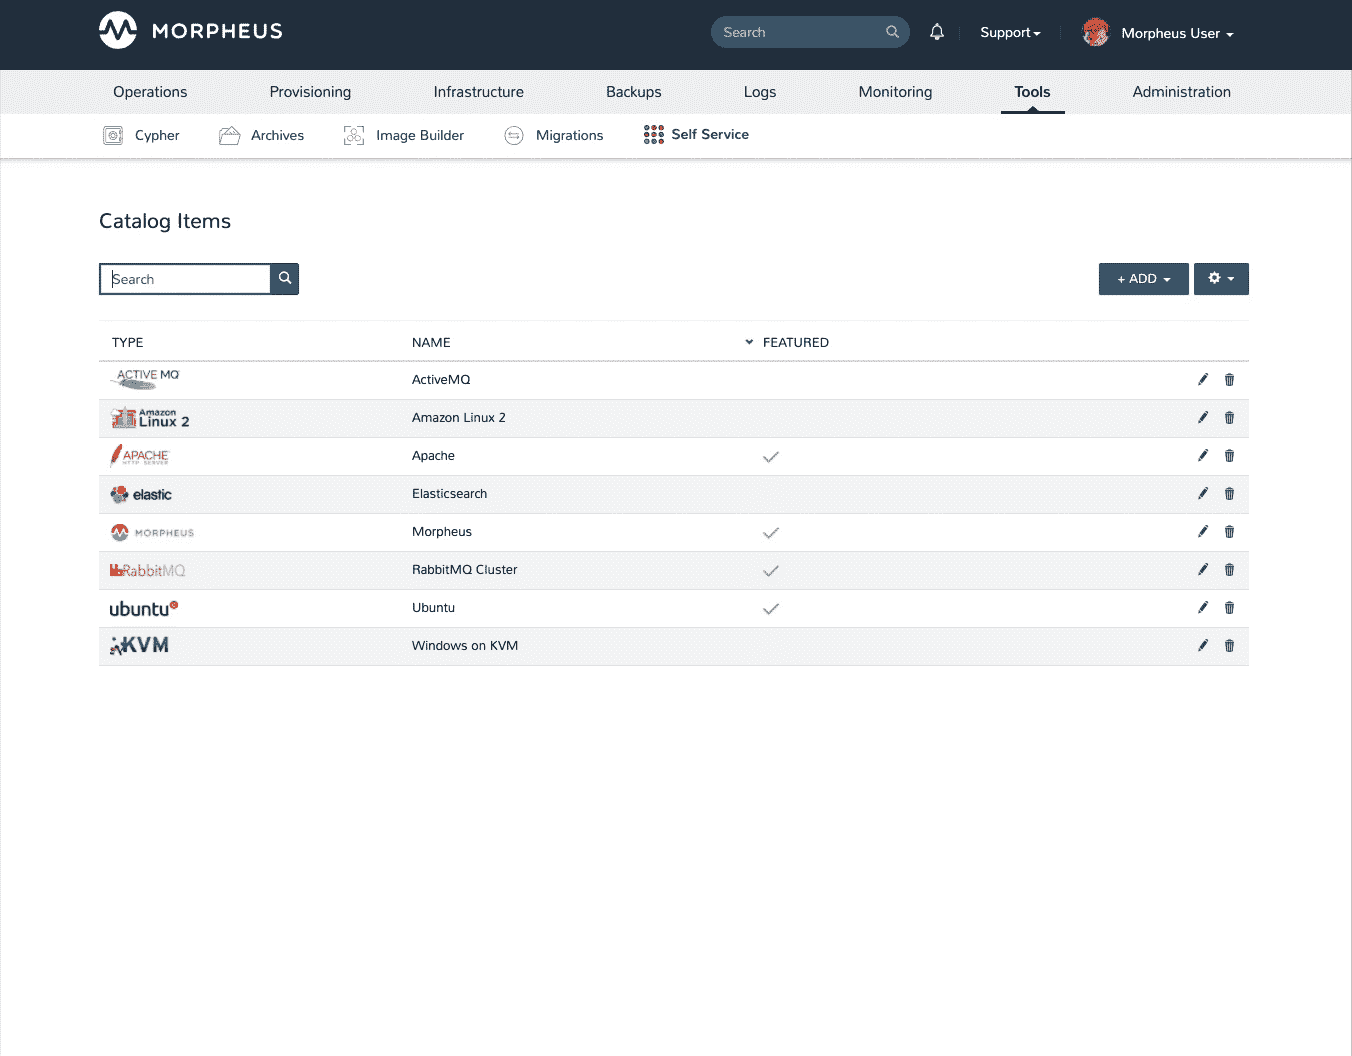 MORPHEUS
Search
Support
Morpheus User
Operations Provisioning Infrastructure Backups Logs Monitoring Tools Administration
Cypher Archives Image Builder Migrations Self Service
Catalog Items
Search
+ ADD
TYPE NAME FEATURED
ACTIVE MQ ActiveMQ
Amazon
Linux 2 Amazon Linux 2
APACHE
HTTP SERVER Apache
elastic Elasticsearch
MORPHEUS Morpheus
RabbitMQ RabbitMQ Cluster
ubuntu Ubuntu
KVM Windows on KVM